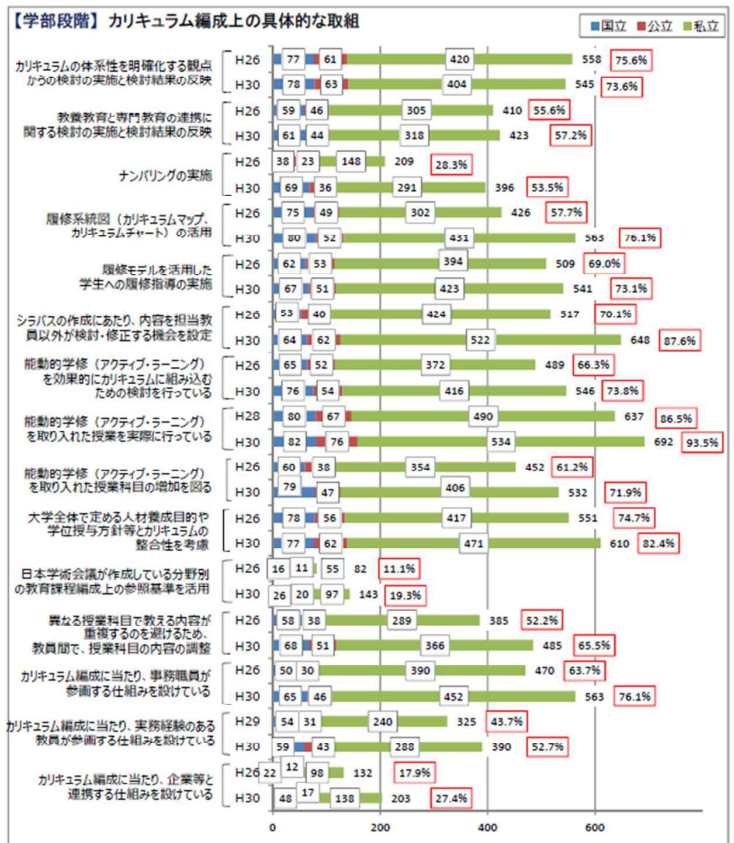 【学部段階】カリキュラム編成上の具体的な取組
国立 公立 私立
カリキュラムの体系性を明確化する観点
からの検討の実施と検討結果の反映
H26 77 61 420 558 75.6%
H30 78 63 404 545 73.6%
教養教育と専門教育の連携に
関する検討の実施と検討結果の反映
H26 59 46 305 410 55.6%
H30 61 44 318 423 57.2%
ナンバリングの実施
H26 38 23 148 209 28.3%
H30 69 36 291 396 53.5%
履修系統図（カリキュラムマップ、
カリキュラムチャート）の活用
H26 75 49 302 426 57.7%
H30 80 52 431 563 76.1%
履修モデルを活用した
学生への履修指導の実施
H26 62 53 394 509 69.0%
H30 67 51 423 541 73.1%
シラバスの作成にあたり、内容を担当教
員以外が検討・修正する機会を設定
H26 53 40 424 517 70.1%
H30 64 62 522 648 87.6%
能動的学修（アクティブ・ラーニング）
を効果的にカリキュラムに組み込む
ための検討を行っている
H26 65 52 372 489 66.3%
H30 76 54 416 546 73.8%
能動的学修（アクティブ・ラーニング）
を取り入れた授業を実際に行っている
H28 80 67 490 637 86.5%
H30 82 76 534 692 93.5%
能動的学修（アクティブ・ラーニング）
を取り入れた授業科目の増加を図る
H26 60 38 354 452 61.2%
H30 79 47 406 532 71.9%
大学全体で定める人材養成目的や
学位授与方針等とカリキュラムの
整合性を考慮
H26 78 56 417 551 74.7%
H30 77 62 471 610 82.4%
日本学術会議が作成している分野別
の教育課程編成上の参照基準を活用
H26 16 11 55 82 11.1%
H30 26 20 97 143 19.3%
異なる授業科目で教える内容が
重複するのを避けるため、
教員間で、授業科目の内容の調整
H26 58 38 289 385 52.2%
H30 68 51 366 485 65.5%
カリキュラム編成に当たり、事務職員が
参画する仕組みを設けている
H26 50 30 390 470 63.7%
H30 65 46 452 563 76.1%
カリキュラム編成に当たり、実務経験のある
教員が参画する仕組みを設けている
H29 54 31 240 325 43.7%
H30 59 43 288 390 52.7%
カリキュラム編成に当たり、企業等と
連携する仕組みを設けている
H26 22 12 98 132 17.9%
H30 48 17 138 203 27.4%
0 200 400 600